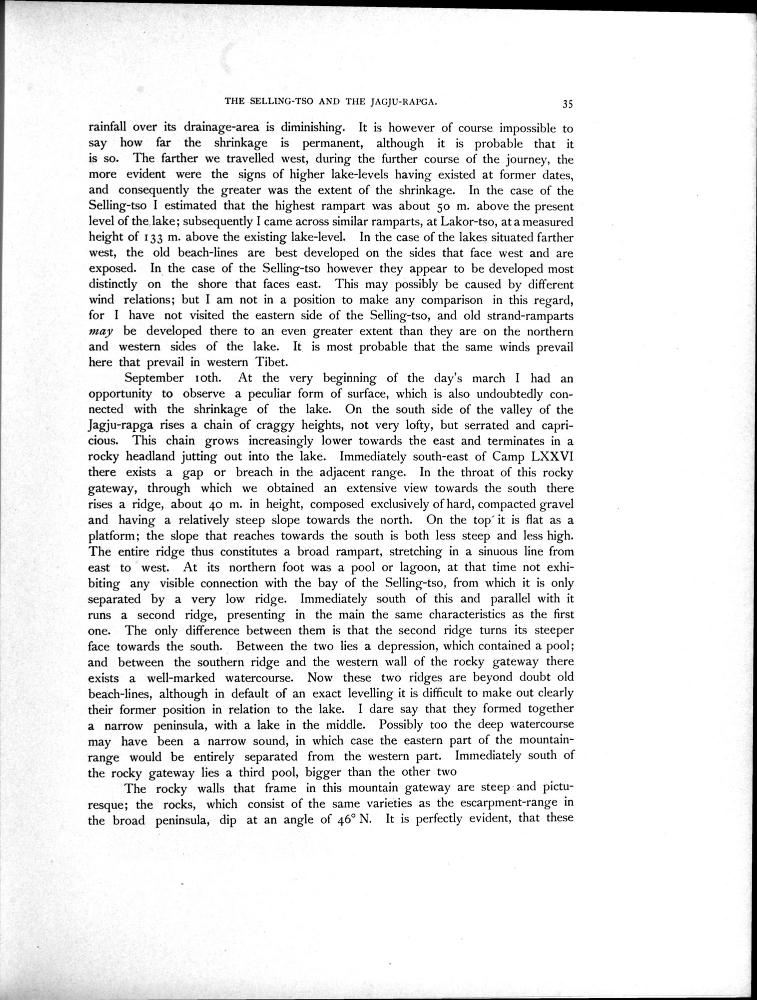 THE SELLING-TSO AND THE JAGJU-RAPGA. 35
rainfall over its drainage-area is diminishing. It is however of course impossible to
say how far the shrinkage is permanent, although it is probable that it
is so. The farther we travelled west, during the further course of the journey, the
more evident were the signs of higher lake-levels having existed at former dates,
and consequently the greater was the extent of the shrinkage. In the case of the
Selling-tso I estimated that the highest rampart was about 50 m. above the present
level of the lake; subsequently I came across similar ramparts, at Lakor-tso, at a measured
height of 133 m. above the existing lake-level. In the case of the lakes situated farther
west, the old beach-lines are best developed on the sides that face west and are
exposed. In the case of the Selling-tso however they appear to be developed most
distinctly on the shore that faces east. This may possibly be caused by different
wind relations; but I am not in a position to make any comparison in this regard,
for I have not visited the eastern side of the Selling-tso, and old strand-ramparts
may be developed there to an even greater extent than they are on the northern
and western sides of the lake. It is most probable that the same winds prevail
here that prevail in western Tibet.
September 10th. At the very beginning of the day's march I had an
opportunity to observe a peculiar form of surface, which is also undoubtedly con-
nected with the shrinkage of the lake. On the south side of the valley of the
Jagju-rapga rises a chain of craggy heights, not very lofty, but serrated and capri-
cious. This chain grows increasingly lower towards the east and terminates in a
rocky headland jutting out into the lake. Immediately south-east of Camp LXXVI
there exists a gap or breach in the adjacent range. In the throat of this rocky
gateway, through which we obtained an extensive view towards the south there
rises a ridge, about 40 m. in height, composed exclusively of hard, compacted gravel
and having a relatively steep slope towards the north. On the top it is flat as a
platform; the slope that reaches towards the south is both less steep and less high.
The entire ridge thus constitutes a broad rampart, stretching in a sinuous line from
east to west. At its northern foot was a pool or lagoon, at that time not exhi-
biting any visible connection with the bay of the Selling-tso, from which it is only
separated by a very low ridge. Immediately south of this and parallel with it
runs a second ridge, presenting in the main the same characteristics as the first
one. The only difference between them is that the second ridge turns its steeper
face towards the south. Between the two lies a depression, which contained a pool;
and between the southern ridge and the western wall of the rocky gateway there
exists a well-marked watercourse. Now these two ridges are beyond doubt old
beach-lines, although in default of an exact levelling it is difficult to make out clearly
their former position in relation to the lake. I dare say that they formed together
a narrow peninsula, with a lake in the middle. Possibly too the deep watercourse
may have been a narrow sound, in which case the eastern part of the mountain-
range would be entirely separated from the western part. Immediately south of
the rocky gateway lies a third pool, bigger than the other two
The rocky walls that frame in this mountain gateway are steep and pictu-
resque; the rocks, which consist of the same varieties as the escarpment-range in
the broad peninsula, dip at an angle of 46° N. It is perfectly evident, that these